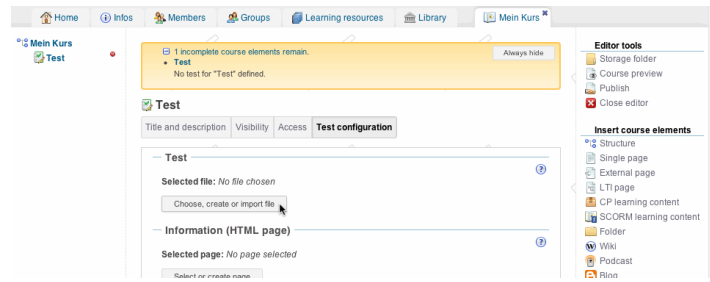 Home
Infos
Members
Groups
Learning resources
Library
Mein Kurs
Mein Kurs
Test
1 incomplete course elements remain.
Always hide
Test
No test for "Test" defined.
Test
Title and description
Visibility
Access
Test configuration
Test
Selected file: No file chosen
Choose, create or import file
Information (HTML page)
Selected page: No page selected
Select or create page
Editor tools
Storage folder
Course preview
Publish
Close editor
Insert course elements
Structure
Single page
External page
LTI page
CP learning content
SCORM learning content
Folder
Wiki
Podcast
Blog